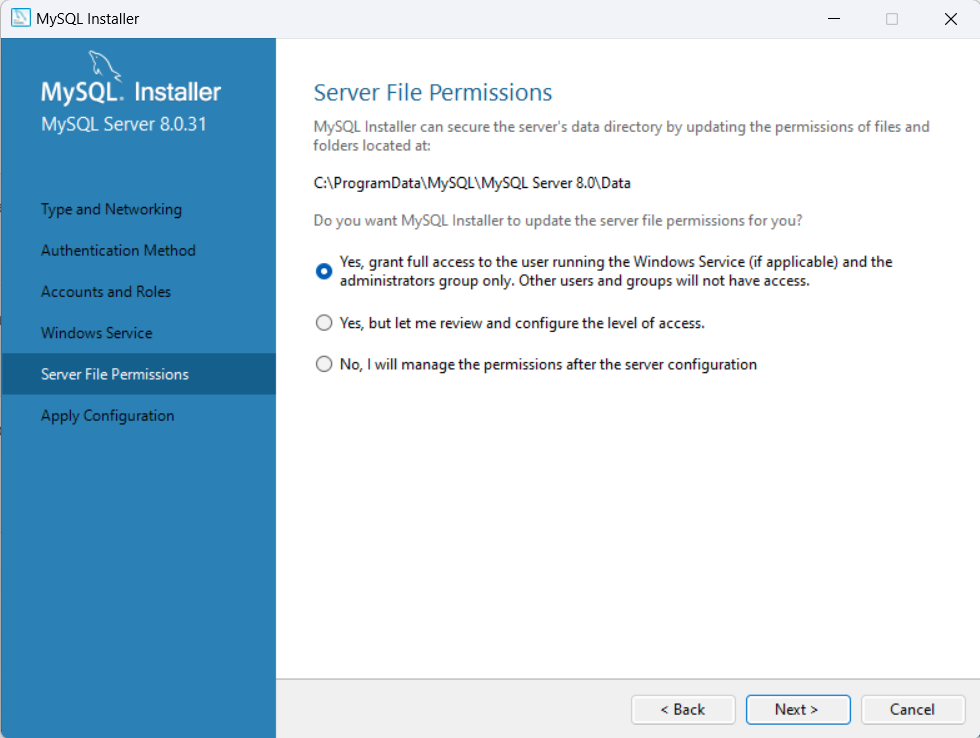 MySQL Installer
MySQL. Installer
MySQL Server 8.0.31
Type and Networking
Authentication Method
Accounts and Roles
Windows Service
Server File Permissions
Apply Configuration
Server File Permissions
MySQL Installer can secure the server's data directory by updating the permissions of files and
folders located at:
C:\ProgramData\MySQL\MySQL Server 8.0\Data
Do you want MySQL Installer to update the server file permissions for you?
Yes, grant full access to the user running the Windows Service (if applicable) and the
administrators group only. Other users and groups will not have access.
Yes, but let me review and configure the level of access.
No, I will manage the permissions after the server configuration
< Back
Next >
Cancel